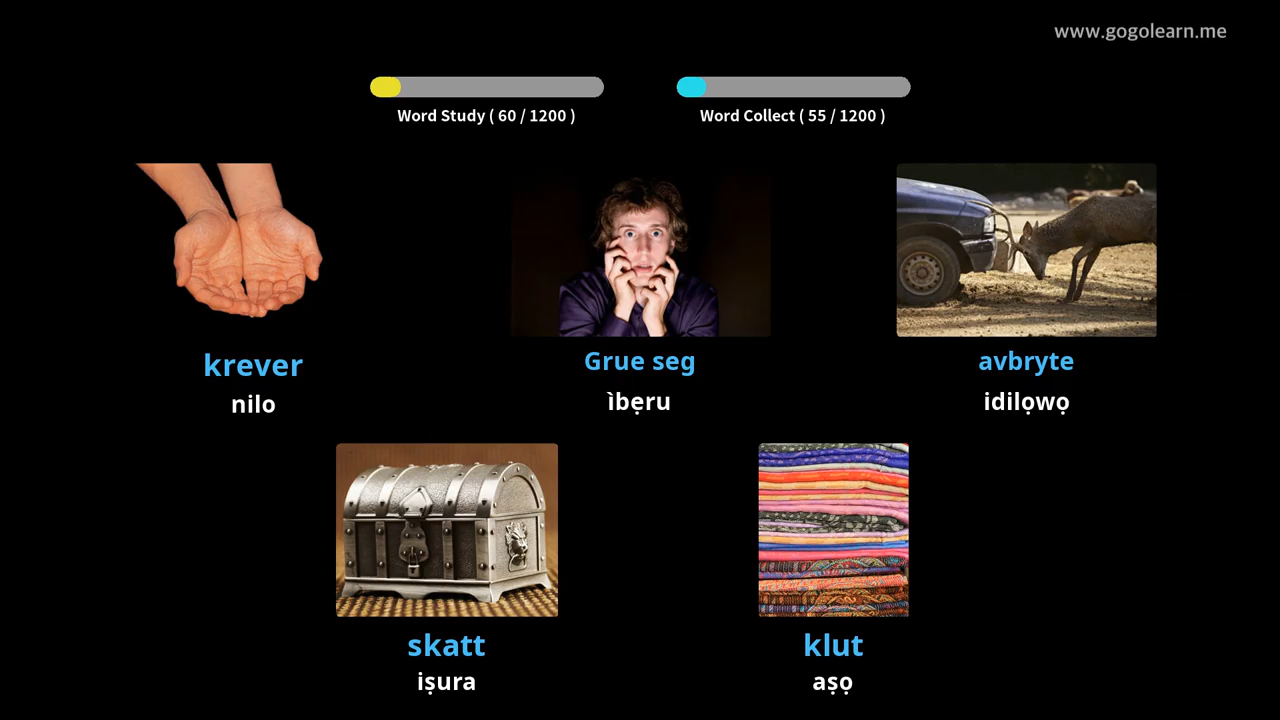 www.gogolearn.me
Word Study ( 60 / 1200 )
Word Collect ( 55 / 1200 )
krever
nilo
Grue seg
ìbẹru
avbryte
idilọwọ
skatt
iṣura
klut
aṣọ